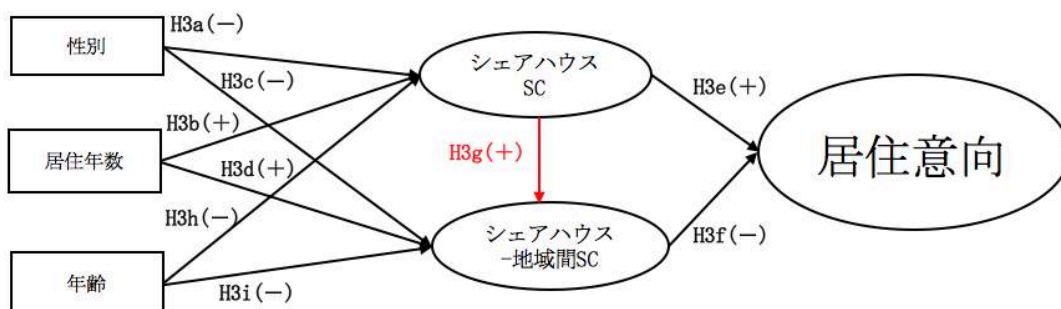 性別
居住年数
年齢
H3a(−)
H3c(−)
H3b(+)
H3d(+)
H3h(−)
H3i(−)
シェアハウス
SC
H3g(+)
シェアハウス
-地域間SC
H3e(+)
H3f(−)
居住意向